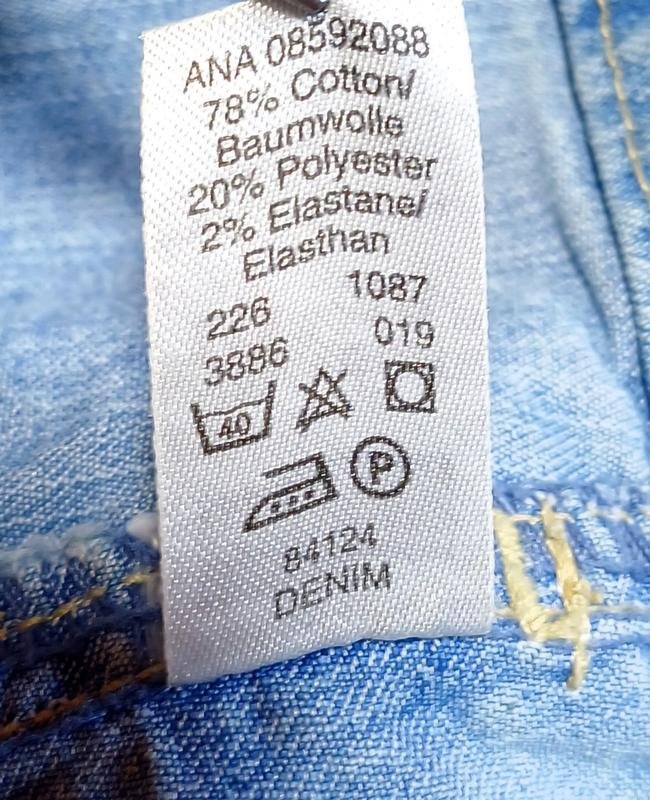 ANA 08592088
78% Cotton/
Baumwolle
20% Polyester
2% Elastane/
Elasthan
226 1087
3886 019
40
P
84124
DENIM